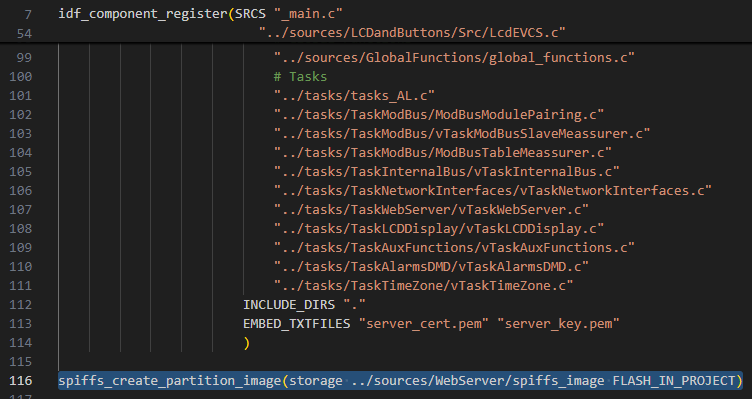 7 idf_component_register(SRCS "_main.c"
54 "../sources/LCDandButtons/Src/LcdEVCS.c"
99 "../sources/GlobalFunctions/global_functions.c"
100 # Tasks
101 "../tasks/tasks_AL.c"
102 "../tasks/TaskModBus/ModBusModulePairing.c"
103 "../tasks/TaskModBus/vTaskModBusSlaveMeassurer.c"
104 "../tasks/TaskModBus/ModBusTableMeassurer.c"
105 "../tasks/TaskInternalBus/vTaskInternalBus.c"
106 "../tasks/TaskNetworkInterfaces/vTaskNetworkInterfaces.c"
107 "../tasks/TaskWebServer/vTaskWebServer.c"
108 "../tasks/TaskLCDDisplay/vTaskLCDDisplay.c"
109 "../tasks/TaskAuxFunctions/vTaskAuxFunctions.c"
110 "../tasks/TaskAlarmsDMD/vTaskAlarmsDMD.c"
111 "../tasks/TaskTimeZone/vTaskTimeZone.c"
112 INCLUDE_DIRS "."
113 EMBED_TXTFILES "server_cert.pem" "server_key.pem"
114 )
115
116 spiffs_create_partition_image(storage ../sources/WebServer/spiffs_image FLASH_IN_PROJECT)
117